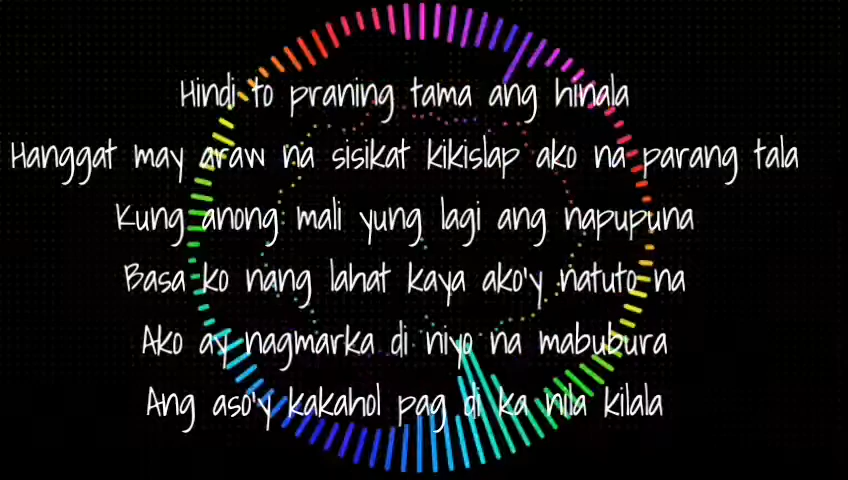 Hindi to praning tama ang hinala
Hanggat may araw na sisikat kikislap ako na parang tala
Kung anong mali yung lagi ang napupuna
Basa ko nang lahat kaya ako'y natuto na
Ako ay nagmarka di niyo na mabubura
Ang aso'y kakahol pag di ka nila kilala